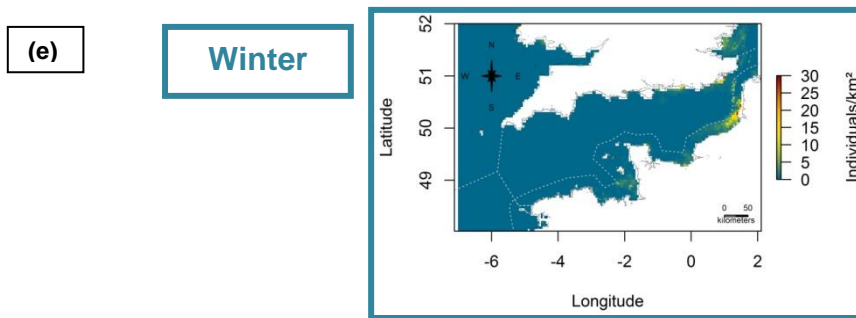 (e)
Winter
52
51
50
49
Latitude
N
W
E
S
0 50
kilometers
-6 -4 -2 0 2
Longitude
30
25
20
15
10
5
0
Individuals/km²